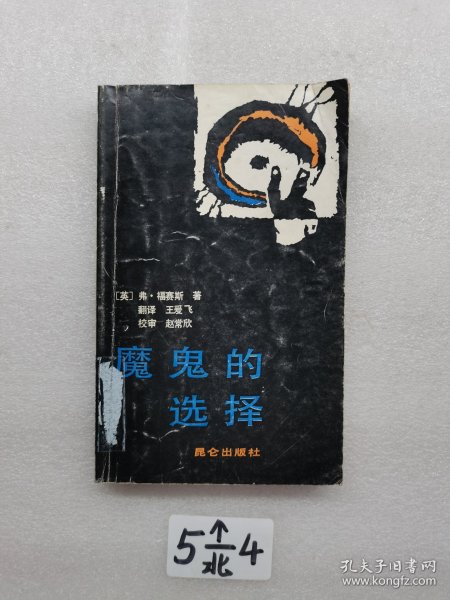 [英] 弗·福赛斯 著
翻译 王爱飞
校审 赵常欣
魔鬼的
选择
昆仑出版社
5 北 4
孔夫子旧书网
www.kongfz.com